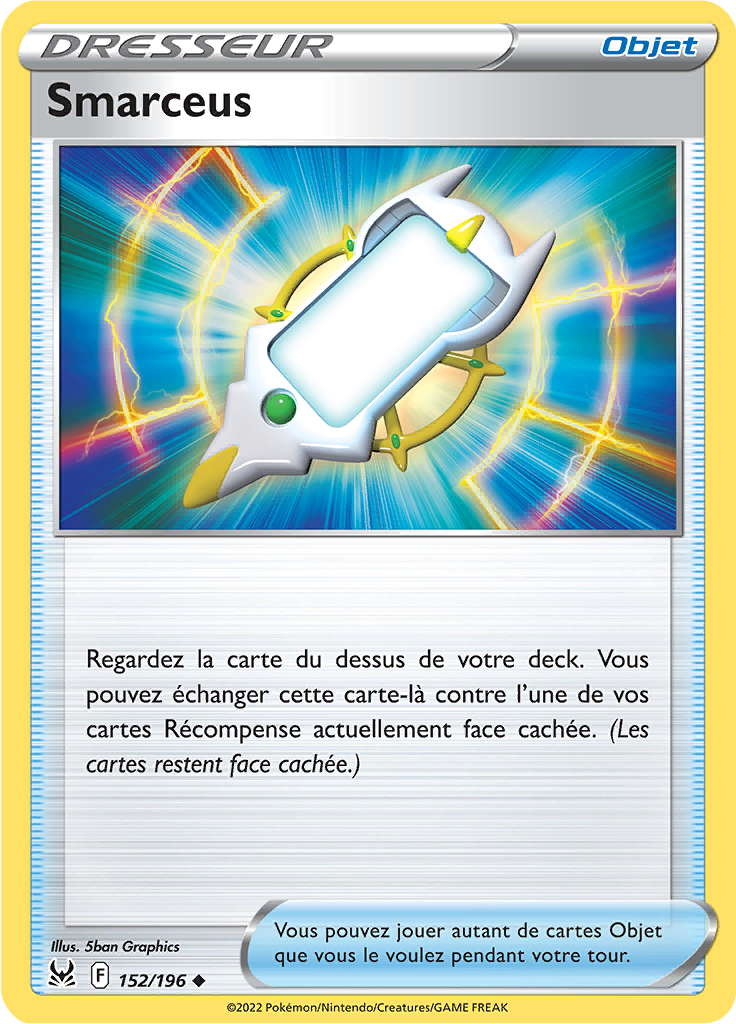 DRESSEUR
Objet
Smarceus
Regardez la carte du dessus de votre deck. Vous
pouvez échanger cette carte-là contre l'une de vos
cartes Récompense actuellement face cachée. (Les
cartes restent face cachée.)
Vous pouvez jouer autant de cartes Objet
que vous le voulez pendant votre tour.
Illus. 5ban Graphics
F 152/196
©2022 Pokémon/Nintendo/Creatures/GAME FREAK